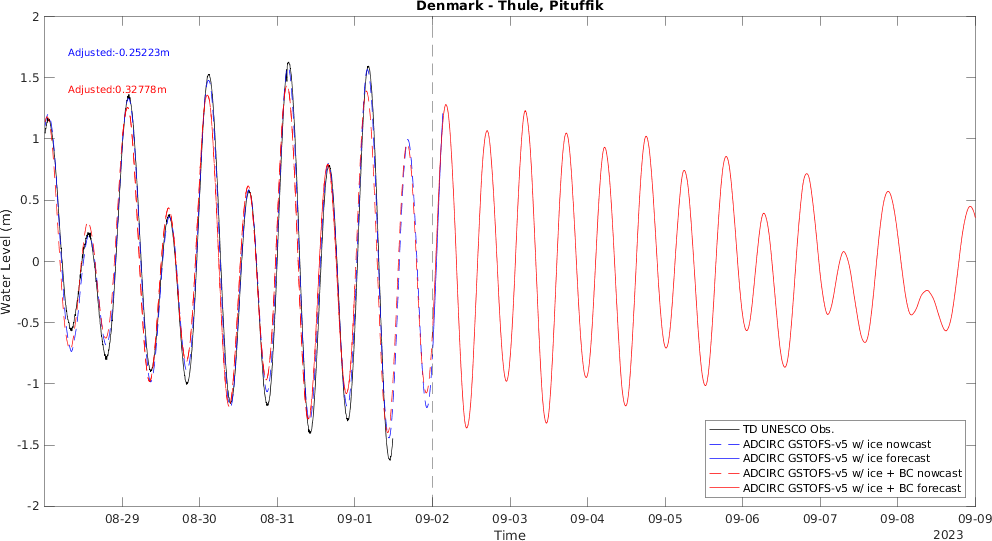 Denmark - Thule, Pituffik
2
1.5
1
0.5
0
-0.5
-1
-1.5
-2
Water Level (m)
Adjusted:-0.25223m
Adjusted:0.32778m
TD UNESCO Obs.
ADCIRC GSTOFS-v5 w/ ice nowcast
ADCIRC GSTOFS-v5 w/ ice forecast
ADCIRC GSTOFS-v5 w/ ice + BC nowcast
ADCIRC GSTOFS-v5 w/ ice + BC forecast
08-29 08-30 08-31 09-01 09-02 09-03 09-04 09-05 09-06 09-07 09-08 09-09
Time
2023